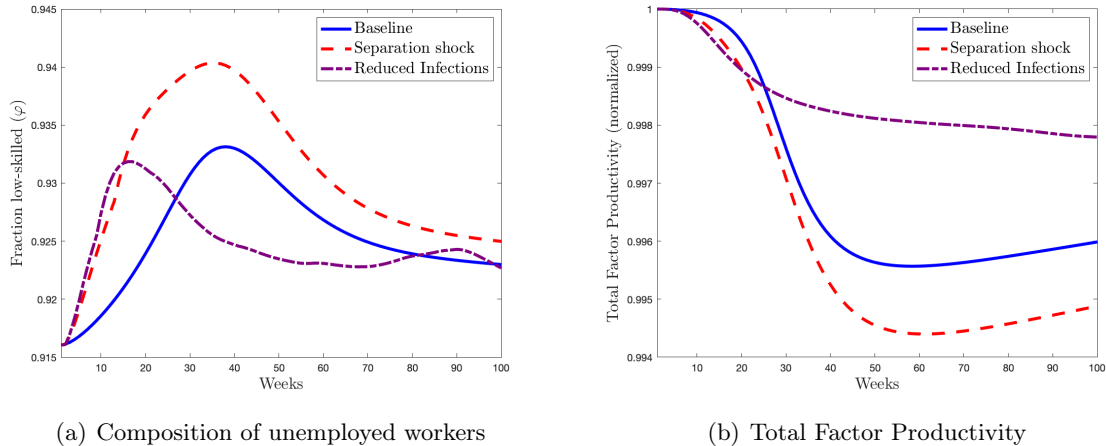 0.945
0.94
0.935
0.93
0.925
0.92
0.915
Fraction low-skilled (φ)
Baseline
Separation shock
Reduced Infections
10 20 30 40 50 60 70 80 90 100
Weeks
(a) Composition of unemployed workers
1
0.999
0.998
0.997
0.996
0.995
0.994
Total Factor Productivity (normalized)
Baseline
Separation shock
Reduced Infections
10 20 30 40 50 60 70 80 90 100
Weeks
(b) Total Factor Productivity